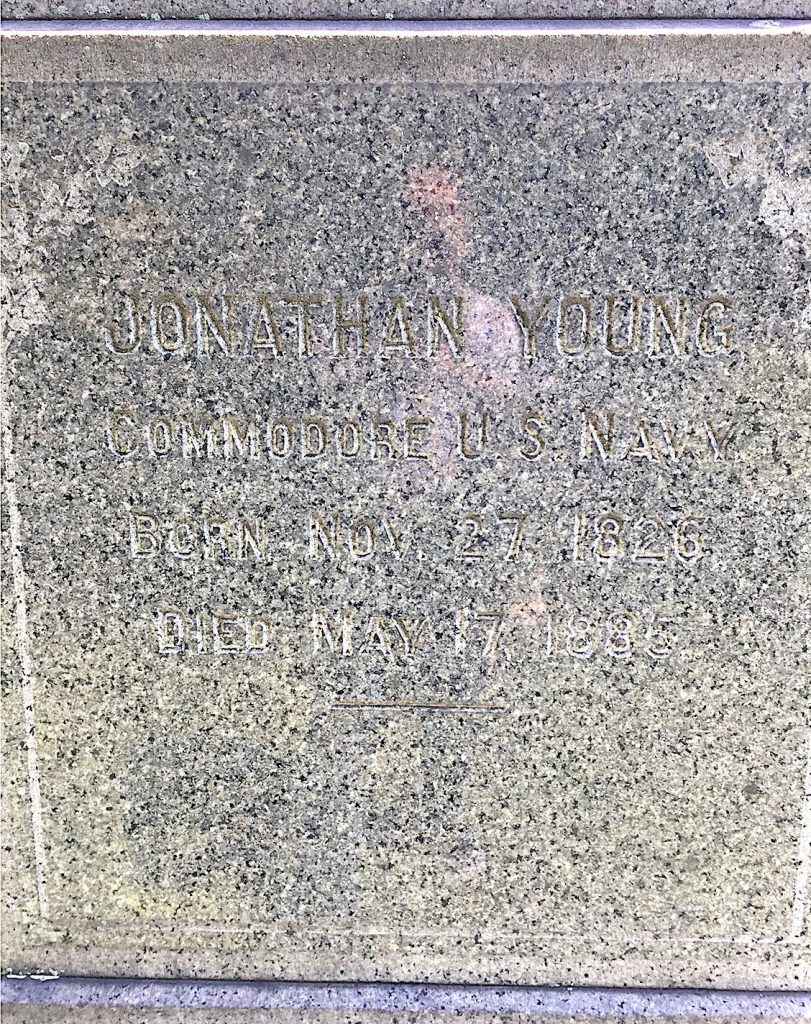 JONATHAN YOUNG.
COMMODORE U.S. NAVY.
BORN NOV. 27, 1826.
DIED MAY 17, 1885.